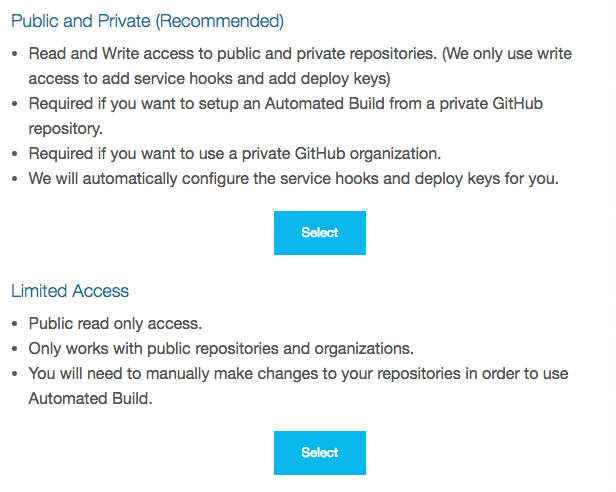 Public and Private (Recommended)
• Read and Write access to public and private repositories. (We only use write
access to add service hooks and add deploy keys)
• Required if you want to setup an Automated Build from a private GitHub
repository.
• Required if you want to use a private GitHub organization.
• We will automatically configure the service hooks and deploy keys for you.
Select
Limited Access
• Public read only access.
• Only works with public repositories and organizations.
• You will need to manually make changes to your repositories in order to use
Automated Build.
Select